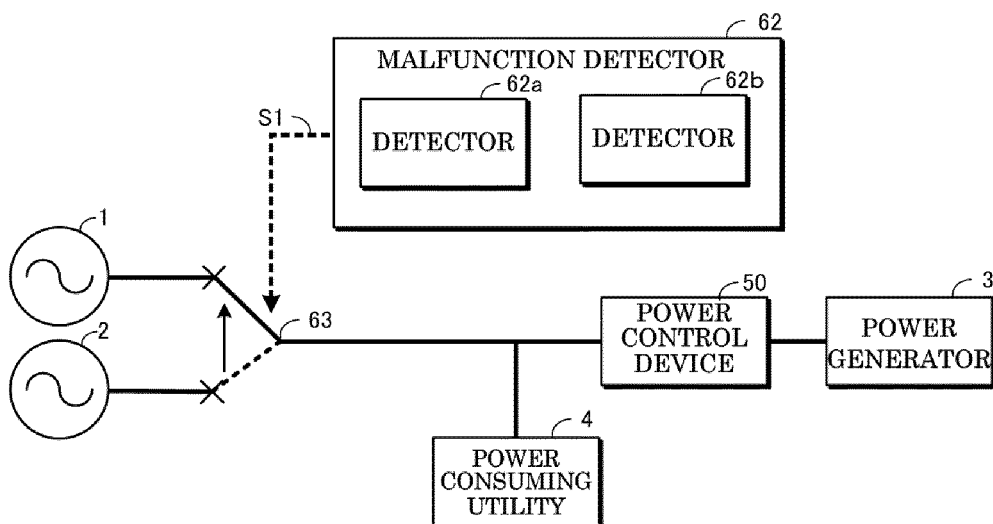 62
MALFUNCTION DETECTOR
62a
62b
S1
DETECTOR
DETECTOR
1
2
63
50
3
POWER
CONTROL
DEVICE
POWER
GENERATOR
4
POWER
CONSUMING
UTILITY